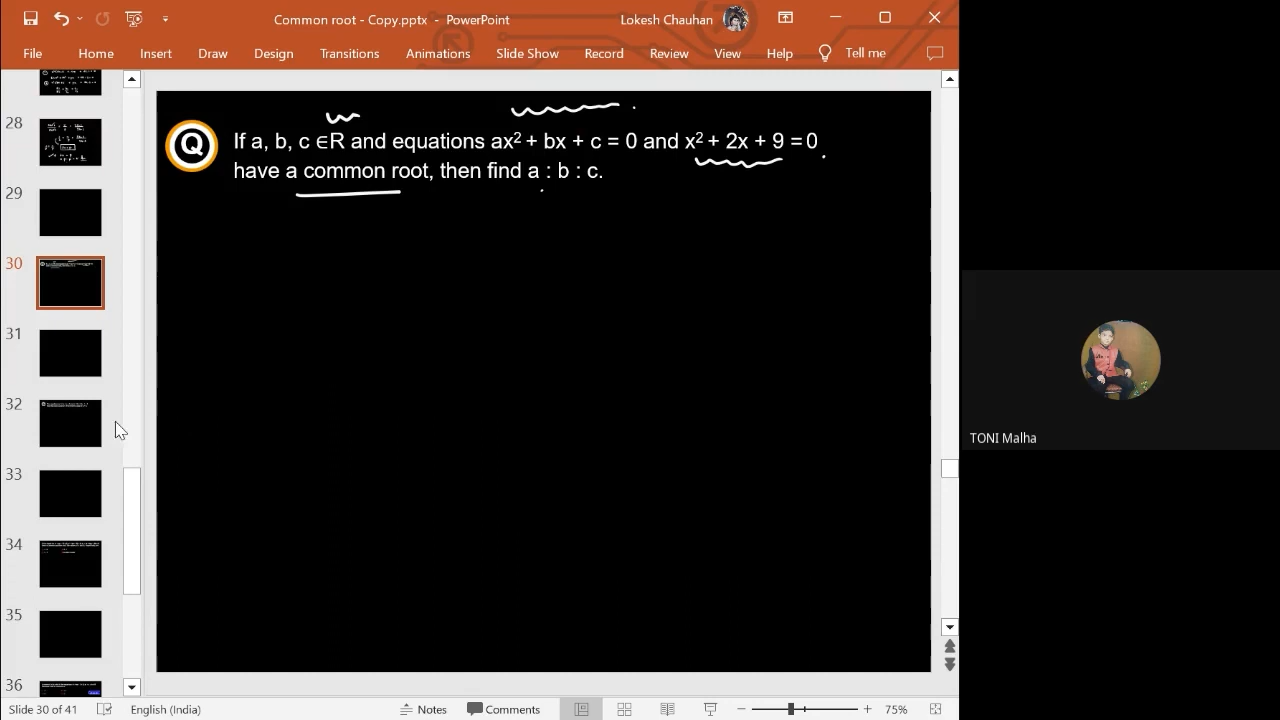 Common root - Copy.pptx - PowerPoint
Lokesh Chauhan
File Home Insert Draw Design Transitions Animations Slide Show Record Review View Help Tell me
28
29
30
31
32
33
34
35
36
Q
If a, b, c ∈R and equations ax² + bx + c = 0 and x² + 2x + 9 = 0
have a common root, then find a : b : c.
TONI Malha
Slide 30 of 41 English (India) Notes Comments 75%